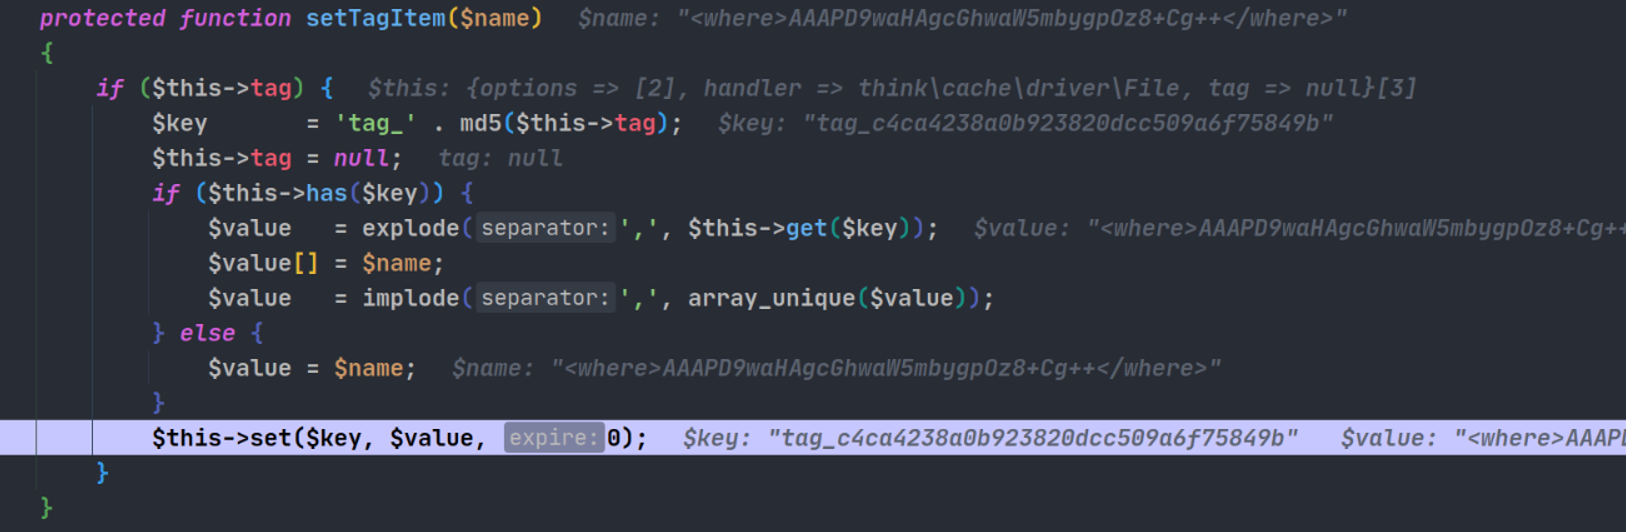 protected function setTagItem($name)  $name: "<where>AAAPD9waHAgcGhwaW5mbygpOz8+Cg++</where>"
{
    if ($this->tag) {  $this: {options => [2], handler => think\cache\driver\File, tag => null}[3]
        $key       = 'tag_' . md5($this->tag);  $key: "tag_c4ca4238a0b923820dcc509a6f75849b"
        $this->tag = null;  tag: null
        if ($this->has($key)) {
            $value   = explode( separator: ',', $this->get($key));  $value: "<where>AAAPD9waHAgcGhwaW5mbygpOz8+Cg++
            $value[] = $name;
            $value   = implode( separator: ',', array_unique($value));
        } else {
            $value = $name;  $name: "<where>AAAPD9waHAgcGhwaW5mbygpOz8+Cg++</where>"
        }
        $this->set($key, $value,  expire: 0);  $key: "tag_c4ca4238a0b923820dcc509a6f75849b"  $value: "<where>AAAPD
    }
}